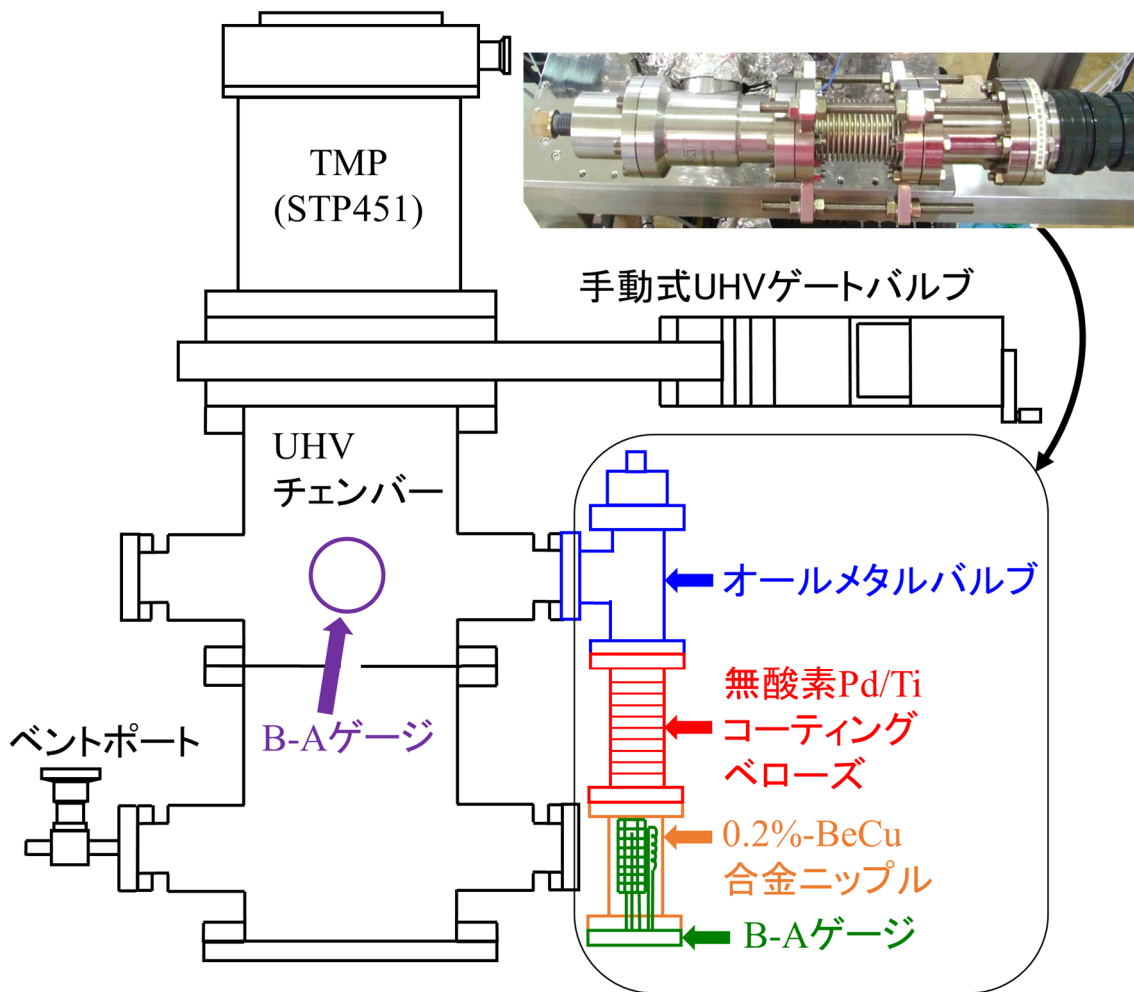 TMP
(STP451)
手動式UHVゲートバルブ
UHV
チェンバー
オールメタルバルブ
無酸素Pd/Ti
コーティング
ベローズ
B-Aゲージ
ベントポート
0.2%-BeCu
合金ニップル
B-Aゲージ